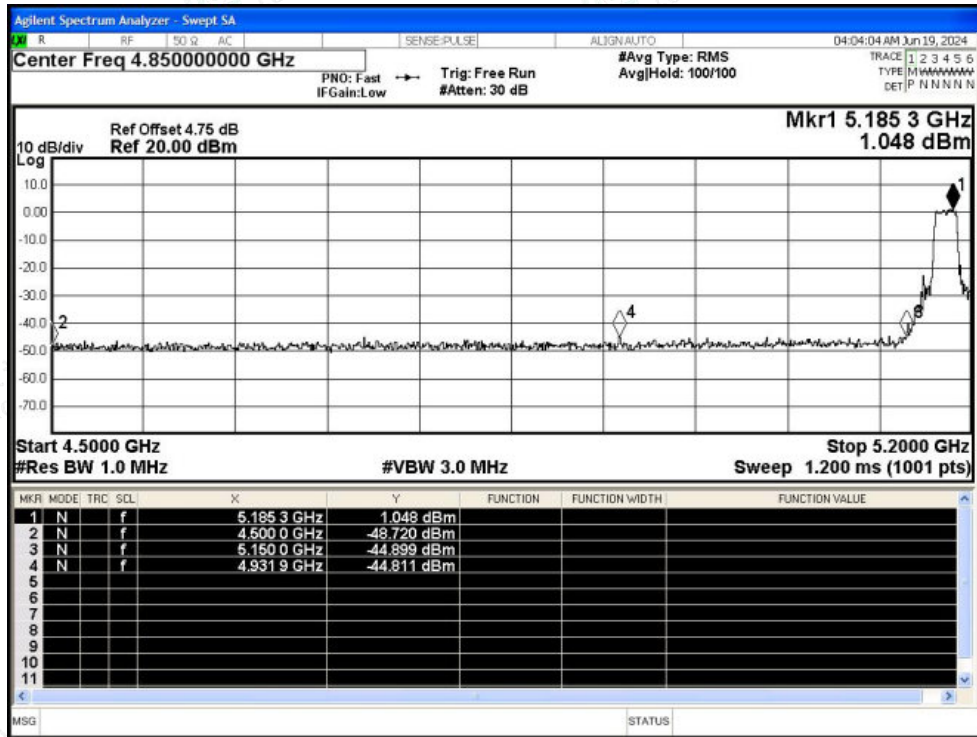 Agilent Spectrum Analyzer - Swept SA
LXI R RF 50 Ω AC SENSE:PULSE ALIGNAUTO 04:04:04 AM Jun 19, 2024
Center Freq 4.850000000 GHz
PNO: Fast
IFGain:Low
Trig: Free Run
#Atten: 30 dB
#Avg Type: RMS
Avg|Hold: 100/100
TRACE 1 2 3 4 5 6
TYPE M WWWWW
DET P N N N N N
Mkr1 5.185 3 GHz
1.048 dBm
Ref Offset 4.75 dB
10 dB/div Ref 20.00 dBm
Log
10.0
0.00
-10.0
-20.0
-30.0
-40.0
-50.0
-60.0
-70.0
1
2
4
Start 4.5000 GHz
Stop 5.2000 GHz
#Res BW 1.0 MHz #VBW 3.0 MHz Sweep 1.200 ms (1001 pts)
MKR MODE TRC SCL X Y FUNCTION FUNCTION WIDTH FUNCTION VALUE
1 N f 5.185 3 GHz 1.048 dBm
2 N f 4.500 0 GHz -48.720 dBm
3 N f 5.150 0 GHz -44.899 dBm
4 N f 4.931 9 GHz -44.811 dBm
5
6
7
8
9
10
11
MSG STATUS